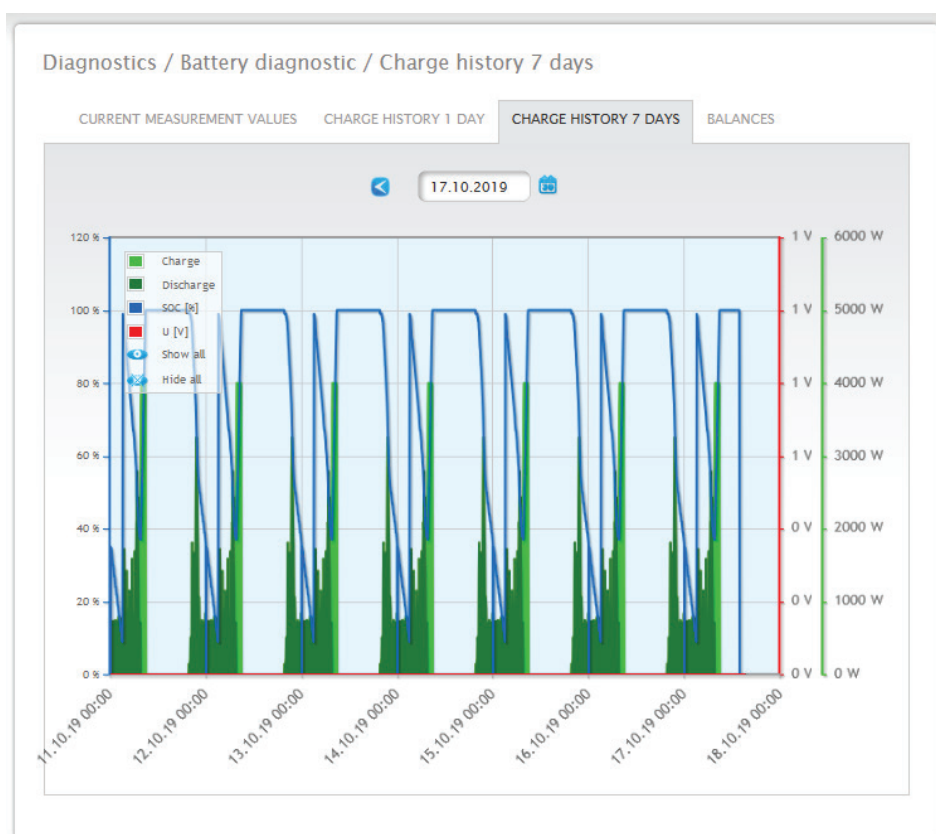 Diagnostics / Battery diagnostic / Charge history 7 days
CURRENT MEASUREMENT VALUES CHARGE HISTORY 1 DAY CHARGE HISTORY 7 DAYS BALANCES
17.10.2019
120 % 1 V 6000 W
Charge
Discharge
100 % SOC [%] 1 V 5000 W
U [V]
Show all
80 % Hide all 1 V 4000 W
60 % 1 V 3000 W
40 % 0 V 2000 W
20 % 0 V 1000 W
0 % 0 V 0 W
11.10.19 00:00 12.10.19 00:00 13.10.19 00:00 14.10.19 00:00 15.10.19 00:00 16.10.19 00:00 17.10.19 00:00 18.10.19 00:00